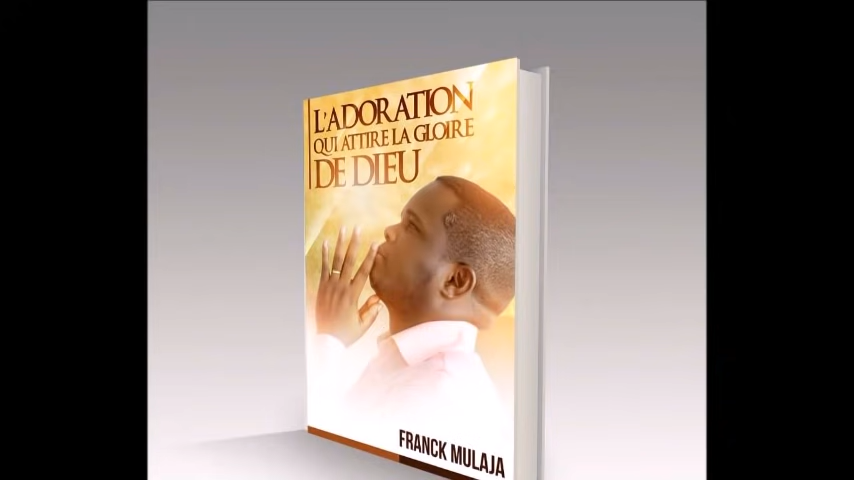 L'ADORATION
QUI ATTIRE LA GLOIRE
DE DIEU
FRANCK MULAJA